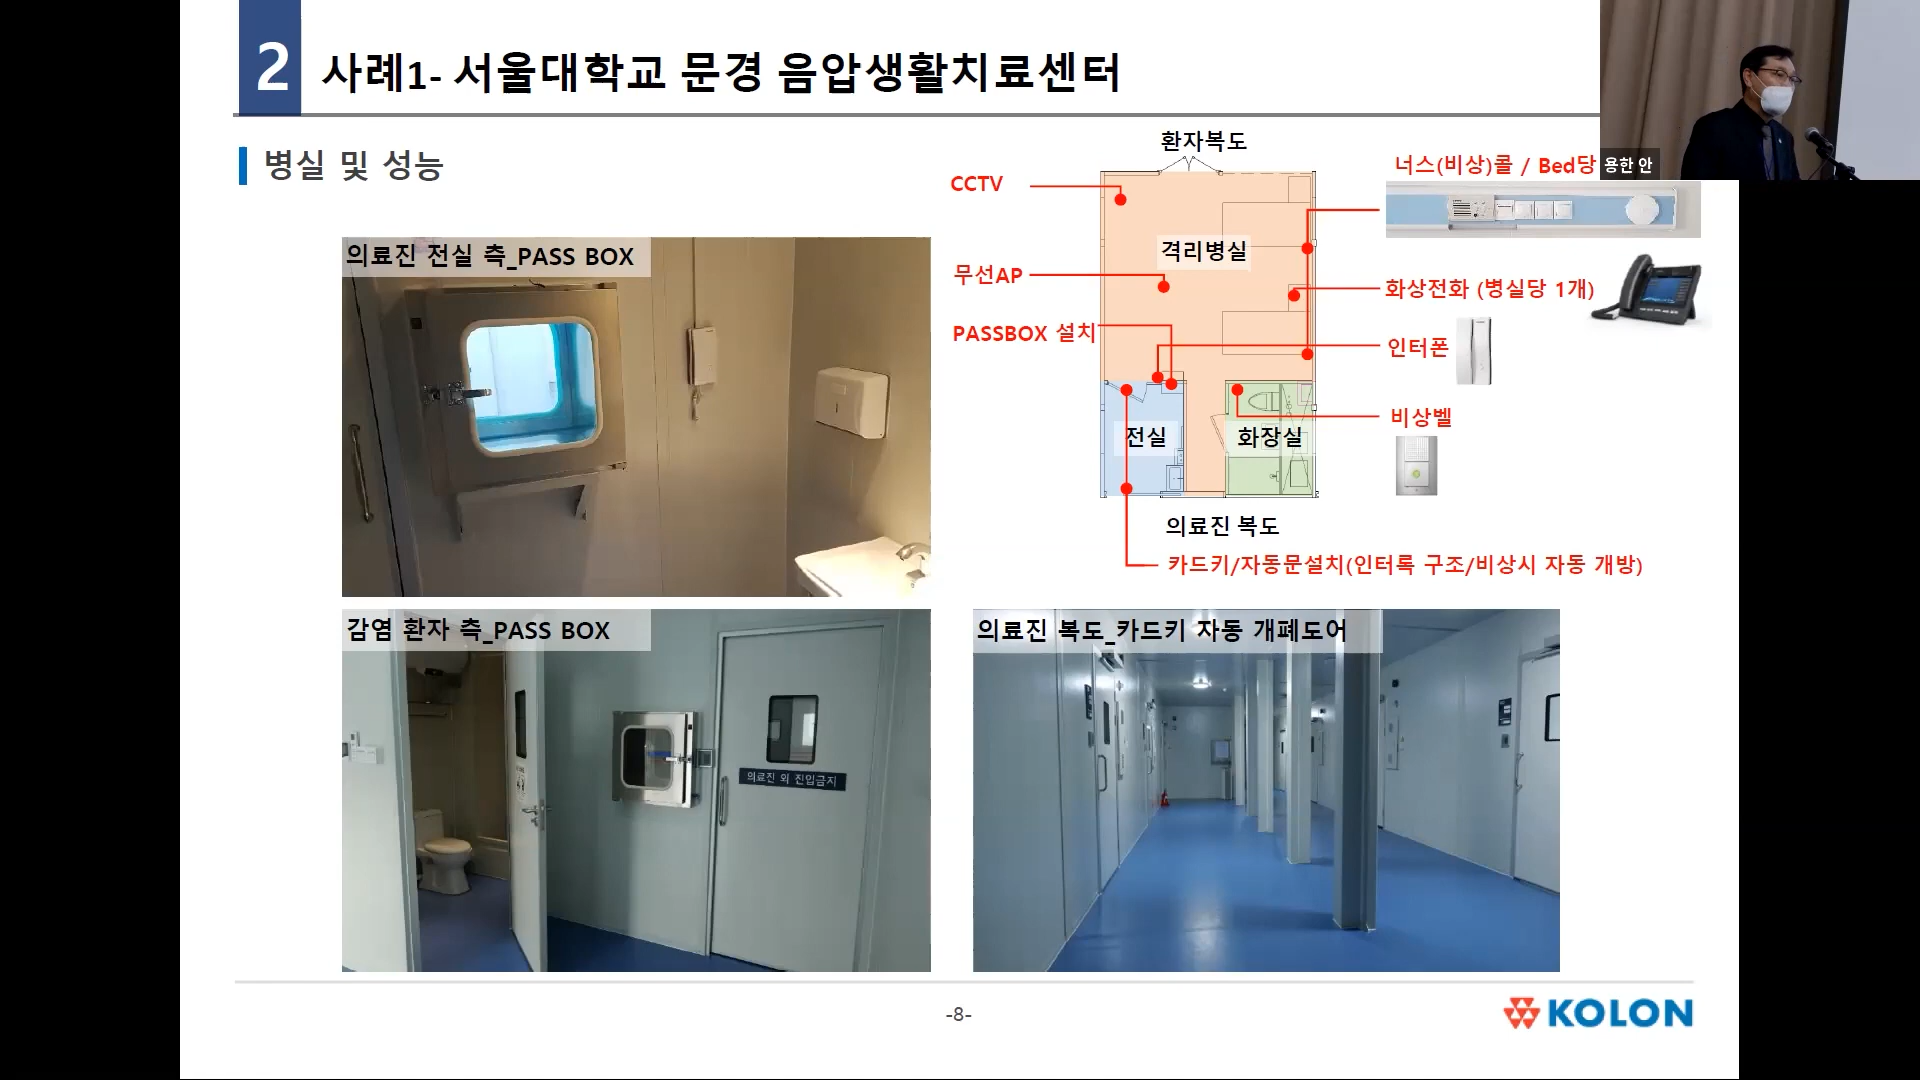 2
사례1- 서울대학교 문경 음압생활치료센터
용한 안
병실 및 성능
환자복도
CCTV
너스(비상)콜 / Bed당
격리병실
무선AP
화상전화 (병실당 1개)
PASSBOX 설치
인터폰
비상벨
전실
화장실
의료진 복도
카드키/자동문설치(인터록 구조/비상시 자동 개방)
의료진 전실 측_PASS BOX
감염 환자 측_PASS BOX
의료진 외 진입금지
의료진 복도_카드키 자동 개폐도어
-8-
KOLON